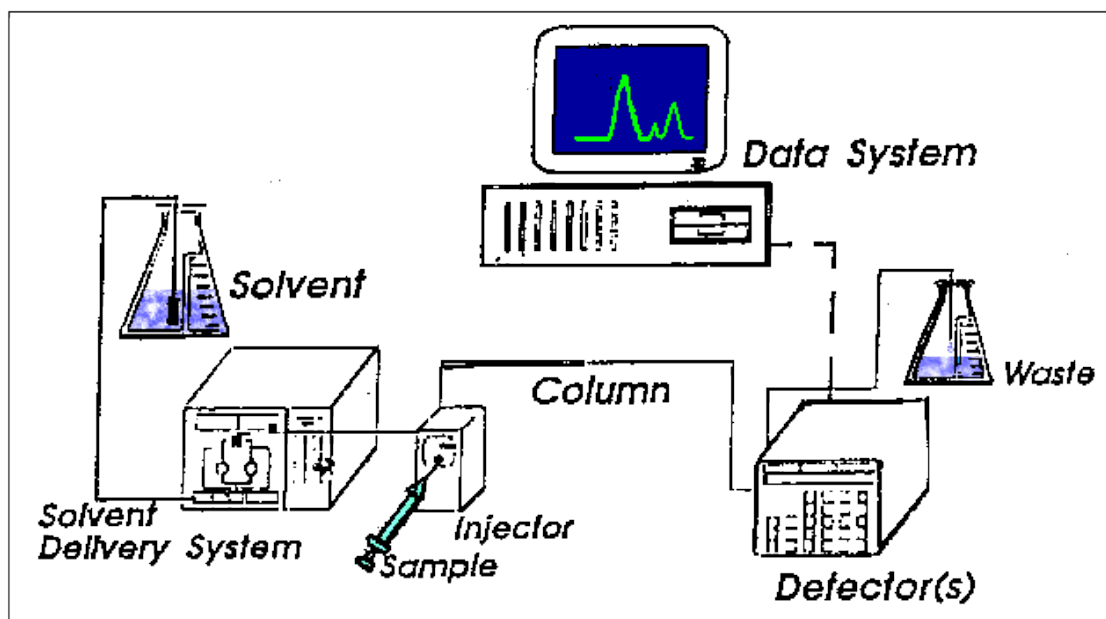 Data System
Solvent
Column
Waste
Solvent
Delivery System
Injector
Sample
Detector(s)